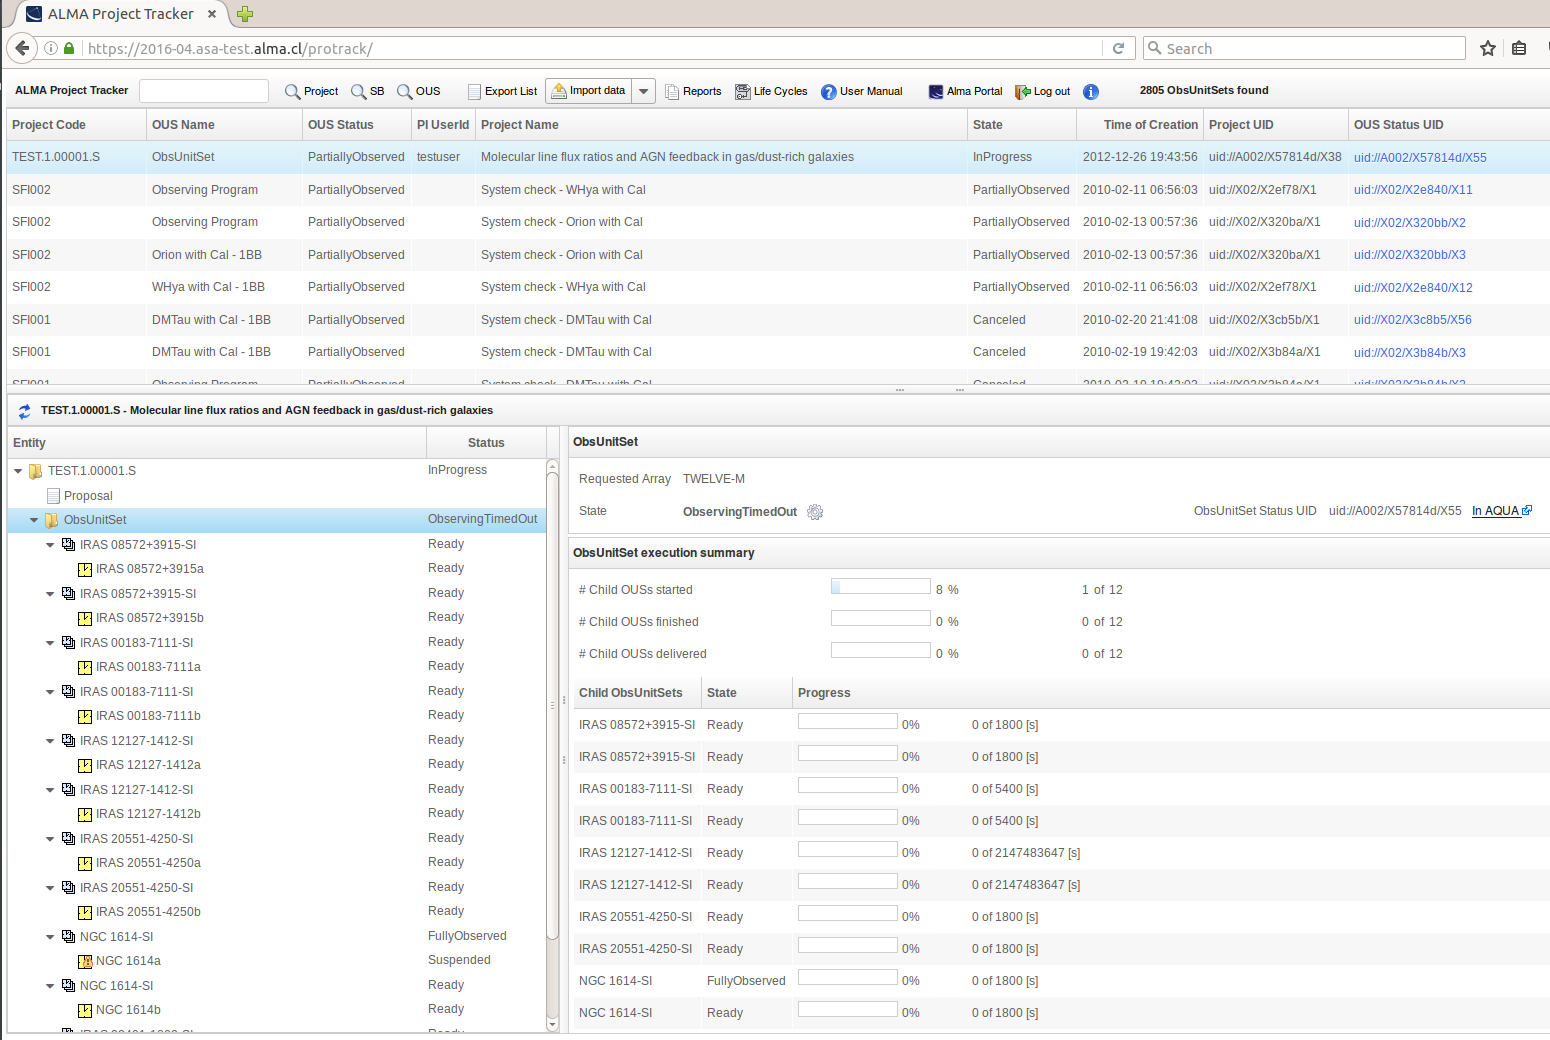 ALMA Project Tracker
https://2016-04.asa-test.alma.cl/protrack/ Search
ALMA Project Tracker Project SB OUS Export List Import data Reports Life Cycles User Manual Alma Portal Log out 2805 ObsUnitSets found
Project Code OUS Name OUS Status PI UserId Project Name State Time of Creation Project UID OUS Status UID
TEST.1.00001.S ObsUnitSet PartiallyObserved testuser Molecular line flux ratios and AGN feedback in gas/dust-rich galaxies InProgress 2012-12-26 19:43:56 uid://A002/X57814d/X38 uid://A002/X57814d/X55
SFI002 Observing Program PartiallyObserved System check - WHya with Cal PartiallyObserved 2010-02-11 06:56:03 uid://X02/X2ef78/X1 uid://X02/X2e840/X11
SFI002 Observing Program PartiallyObserved System check - Orion with Cal PartiallyObserved 2010-02-13 00:57:36 uid://X02/X320ba/X1 uid://X02/X320bb/X2
SFI002 Orion with Cal - 1BB PartiallyObserved System check - Orion with Cal PartiallyObserved 2010-02-13 00:57:36 uid://X02/X320ba/X1 uid://X02/X320bb/X3
SFI002 WHya with Cal - 1BB PartiallyObserved System check - WHya with Cal PartiallyObserved 2010-02-11 06:56:03 uid://X02/X2ef78/X1 uid://X02/X2e840/X12
SFI001 DMTau with Cal - 1BB PartiallyObserved System check - DMTau with Cal Canceled 2010-02-20 21:41:08 uid://X02/X3cb5b/X1 uid://X02/X3c8b5/X56
SFI001 DMTau with Cal - 1BB PartiallyObserved System check - DMTau with Cal Canceled 2010-02-19 19:42:03 uid://X02/X3b84a/X1 uid://X02/X3b84b/X3
SFI001 Observing Program PartiallyObserved System check - DMTau with Cal Canceled 2010-02-19 19:42:03 uid://X02/X3b84a/X1 uid://X02/X3b84b/X2
TEST.1.00001.S - Molecular line flux ratios and AGN feedback in gas/dust-rich galaxies
Entity Status
TEST.1.00001.S InProgress
Proposal
ObsUnitSet ObservingTimedOut
IRAS 08572+3915-SI Ready
IRAS 08572+3915a Ready
IRAS 08572+3915-SI Ready
IRAS 08572+3915b Ready
IRAS 00183-7111-SI Ready
IRAS 00183-7111a Ready
IRAS 00183-7111-SI Ready
IRAS 00183-7111b Ready
IRAS 12127-1412-SI Ready
IRAS 12127-1412a Ready
IRAS 12127-1412-SI Ready
IRAS 12127-1412b Ready
IRAS 20551-4250-SI Ready
IRAS 20551-4250a Ready
IRAS 20551-4250-SI Ready
IRAS 20551-4250b Ready
NGC 1614-SI FullyObserved
NGC 1614a Suspended
NGC 1614-SI Ready
NGC 1614b Ready
ObsUnitSet
Requested Array TWELVE-M
State ObservingTimedOut ObsUnitSet Status UID uid://A002/X57814d/X55 In AQUA
ObsUnitSet execution summary
# Child OUSs started 8 % 1 of 12
# Child OUSs finished 0 % 0 of 12
# Child OUSs delivered 0 % 0 of 12
Child ObsUnitSets State Progress
IRAS 08572+3915-SI Ready 0% 0 of 1800 [s]
IRAS 08572+3915-SI Ready 0% 0 of 1800 [s]
IRAS 00183-7111-SI Ready 0% 0 of 5400 [s]
IRAS 00183-7111-SI Ready 0% 0 of 5400 [s]
IRAS 12127-1412-SI Ready 0% 0 of 2147483647 [s]
IRAS 12127-1412-SI Ready 0% 0 of 2147483647 [s]
IRAS 20551-4250-SI Ready 0% 0 of 1800 [s]
IRAS 20551-4250-SI Ready 0% 0 of 1800 [s]
NGC 1614-SI FullyObserved 0% 0 of 1800 [s]
NGC 1614-SI Ready 0% 0 of 1800 [s]